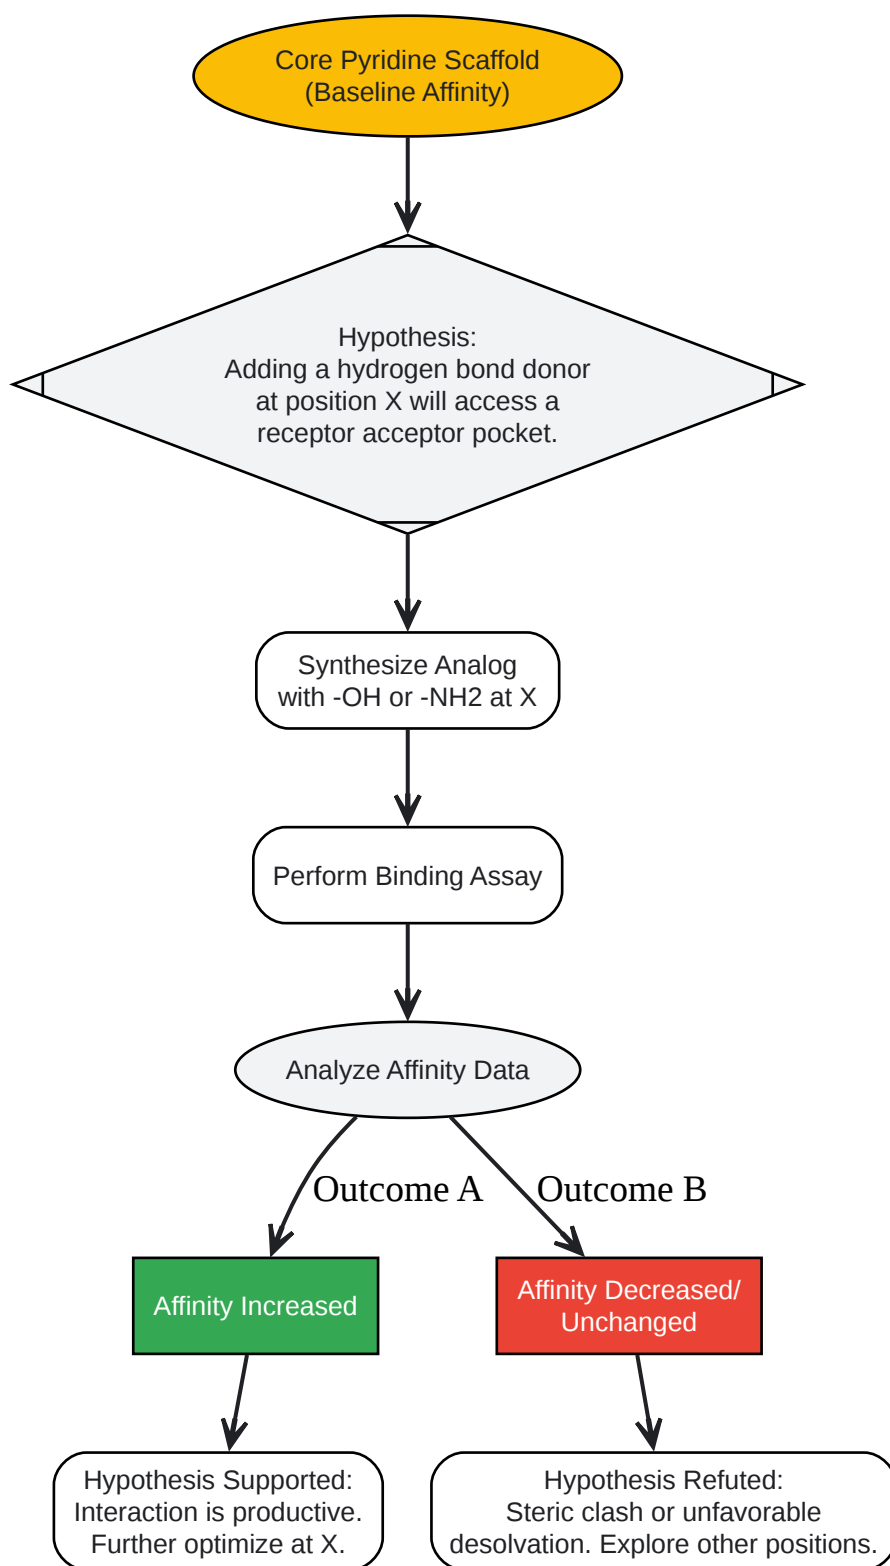 Core Pyridine Scaffold
(Baseline Affinity)
Hypothesis:
Adding a hydrogen bond donor
at position X will access a
receptor acceptor pocket.
Synthesize Analog
with -OH or -NH2 at X
Perform Binding Assay
Analyze Affinity Data
Outcome A
Outcome B
Affinity Increased
Affinity Decreased/
Unchanged
Hypothesis Supported:
Interaction is productive.
Further optimize at X.
Hypothesis Refuted:
Steric clash or unfavorable
desolvation. Explore other positions.